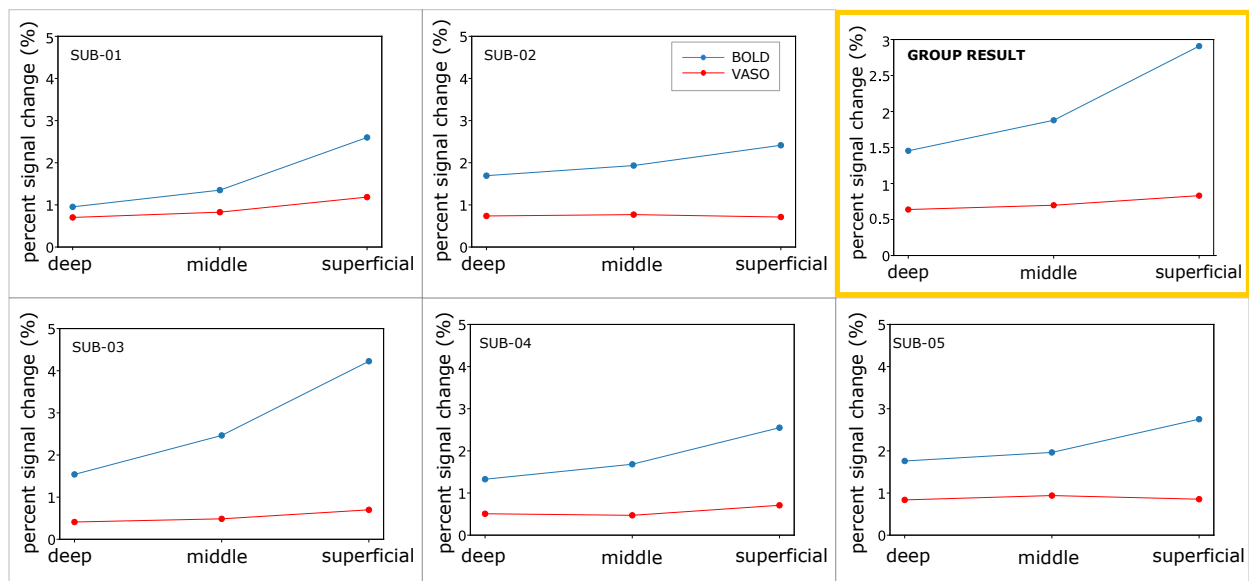 percent signal change (%)
5
4
3
2
1
0
SUB-01
deep middle superficial
percent signal change (%)
5
4
3
2
1
0
SUB-02
BOLD
VASO
deep middle superficial
percent signal change (%)
3
2.5
2
1.5
1
0.5
0
GROUP RESULT
deep middle superficial
percent signal change (%)
5
4
3
2
1
0
SUB-03
deep middle superficial
percent signal change (%)
5
4
3
2
1
0
SUB-04
deep middle superficial
percent signal change (%)
5
4
3
2
1
0
SUB-05
deep middle superficial